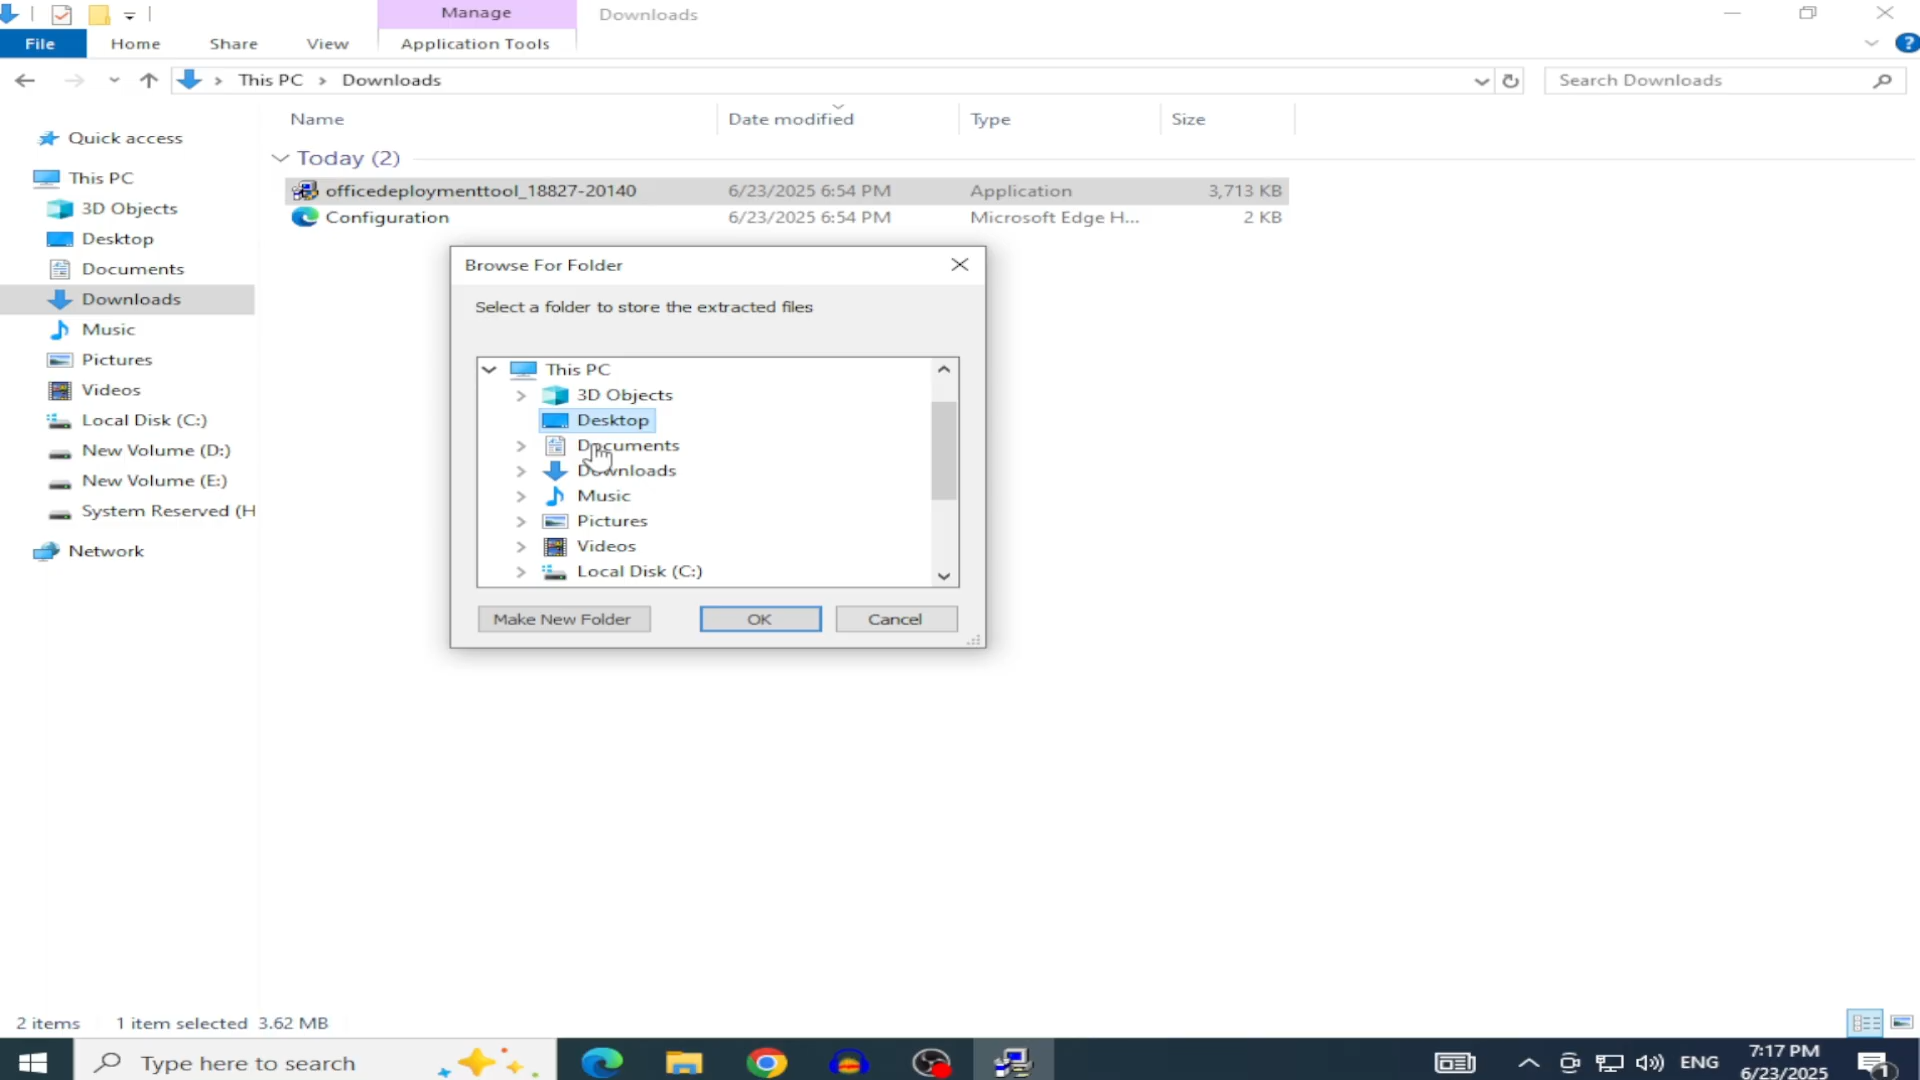 Manage
Downloads
File
Home
Share
View
Application Tools
?
This PC
Downloads
Search Downloads
Name
Date modified
Type
Size
Quick access
This PC
3D Objects
Desktop
Documents
Downloads
Music
Pictures
Videos
Local Disk (C:)
New Volume (D:)
New Volume (E:)
System Reserved (H
Network
Today (2)
officedeploymenttool_18827-20140 6/23/2025 6:54 PM Application 3,713 KB
Configuration 6/23/2025 6:54 PM Microsoft Edge H... 2 KB
Browse For Folder
Select a folder to store the extracted files
This PC
3D Objects
Desktop
Documents
Downloads
Music
Pictures
Videos
Local Disk (C:)
Make New Folder
OK
Cancel
2 items 1 item selected 3.62 MB
Type here to search
ENG
7:17 PM
6/23/2025
1